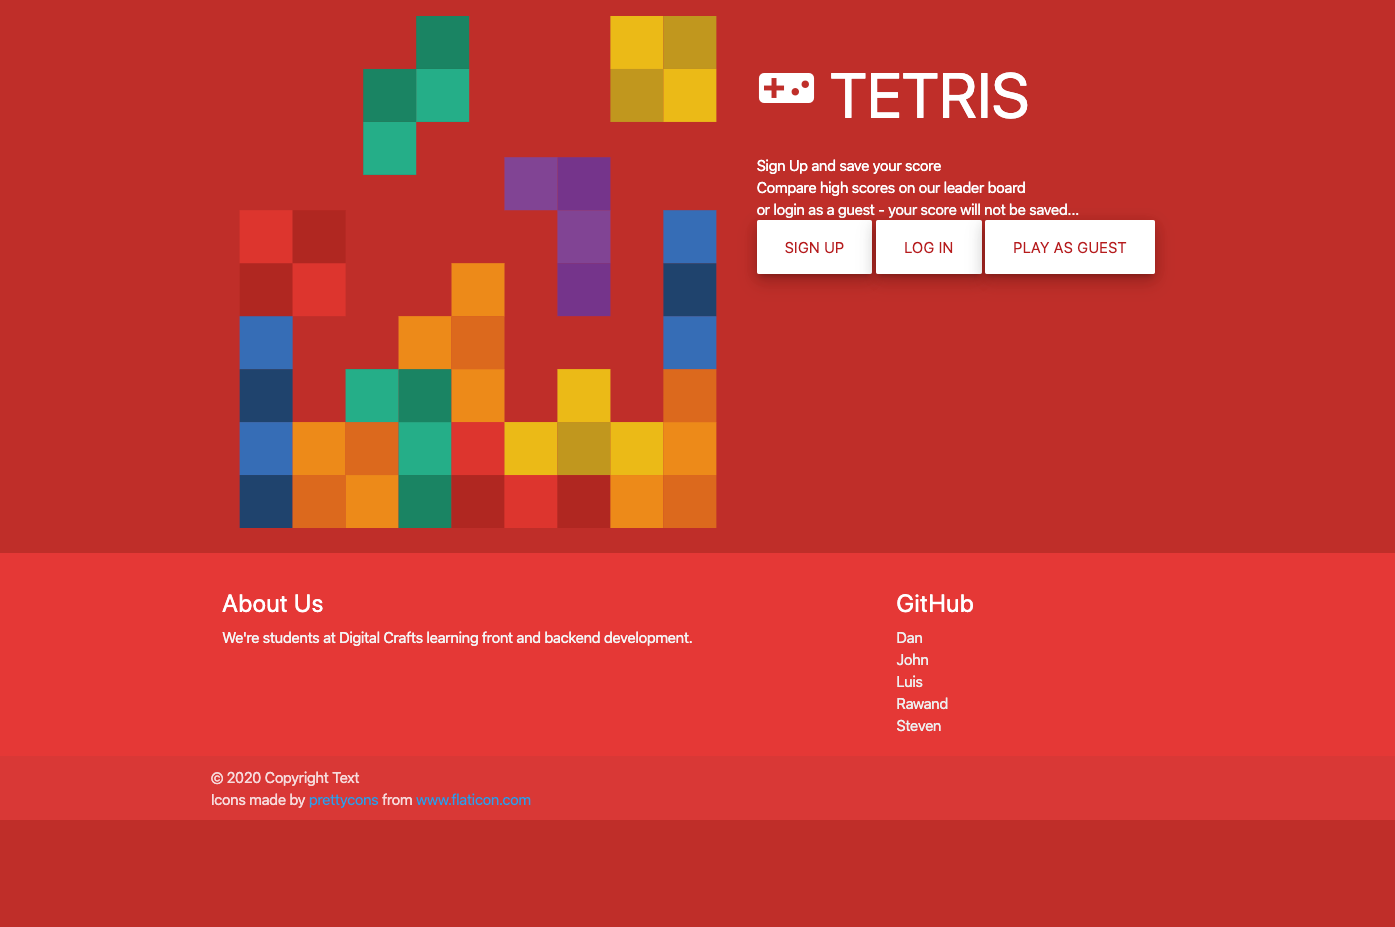 TETRIS
Sign Up and save your score
Compare high scores on our leader board
or login as a guest - your score will not be saved...
SIGN UP
LOG IN
PLAY AS GUEST
About Us
We're students at Digital Crafts learning front and backend development.
GitHub
Dan
John
Luis
Rawand
Steven
© 2020 Copyright Text
Icons made by prettycons from www.flaticon.com